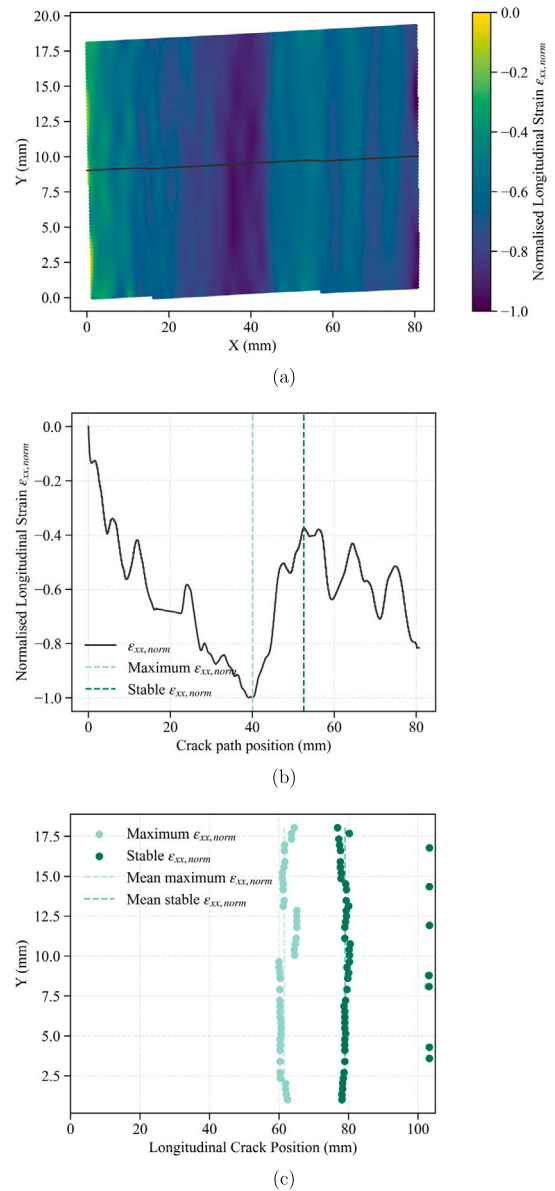 20.0
17.5
15.0
12.5
10.0
7.5
5.0
2.5
0.0
Y (mm)
0
20
40
60
80
X (mm)
0.0
−0.2
−0.4
−0.6
−0.8
−1.0
Normalised Longitudinal Strain εxx,norm
(a)
0.0
−0.2
−0.4
−0.6
−0.8
−1.0
Normalised Longitudinal Strain εxx,norm
εxx,norm
Maximum εxx,norm
Stable εxx,norm
0
20
40
60
80
Crack path position (mm)
(b)
17.5
15.0
12.5
10.0
7.5
5.0
2.5
Y (mm)
Maximum εxx,norm
Stable εxx,norm
Mean maximum εxx,norm
Mean stable εxx,norm
0
20
40
60
80
100
Longitudinal Crack Position (mm)
(c)